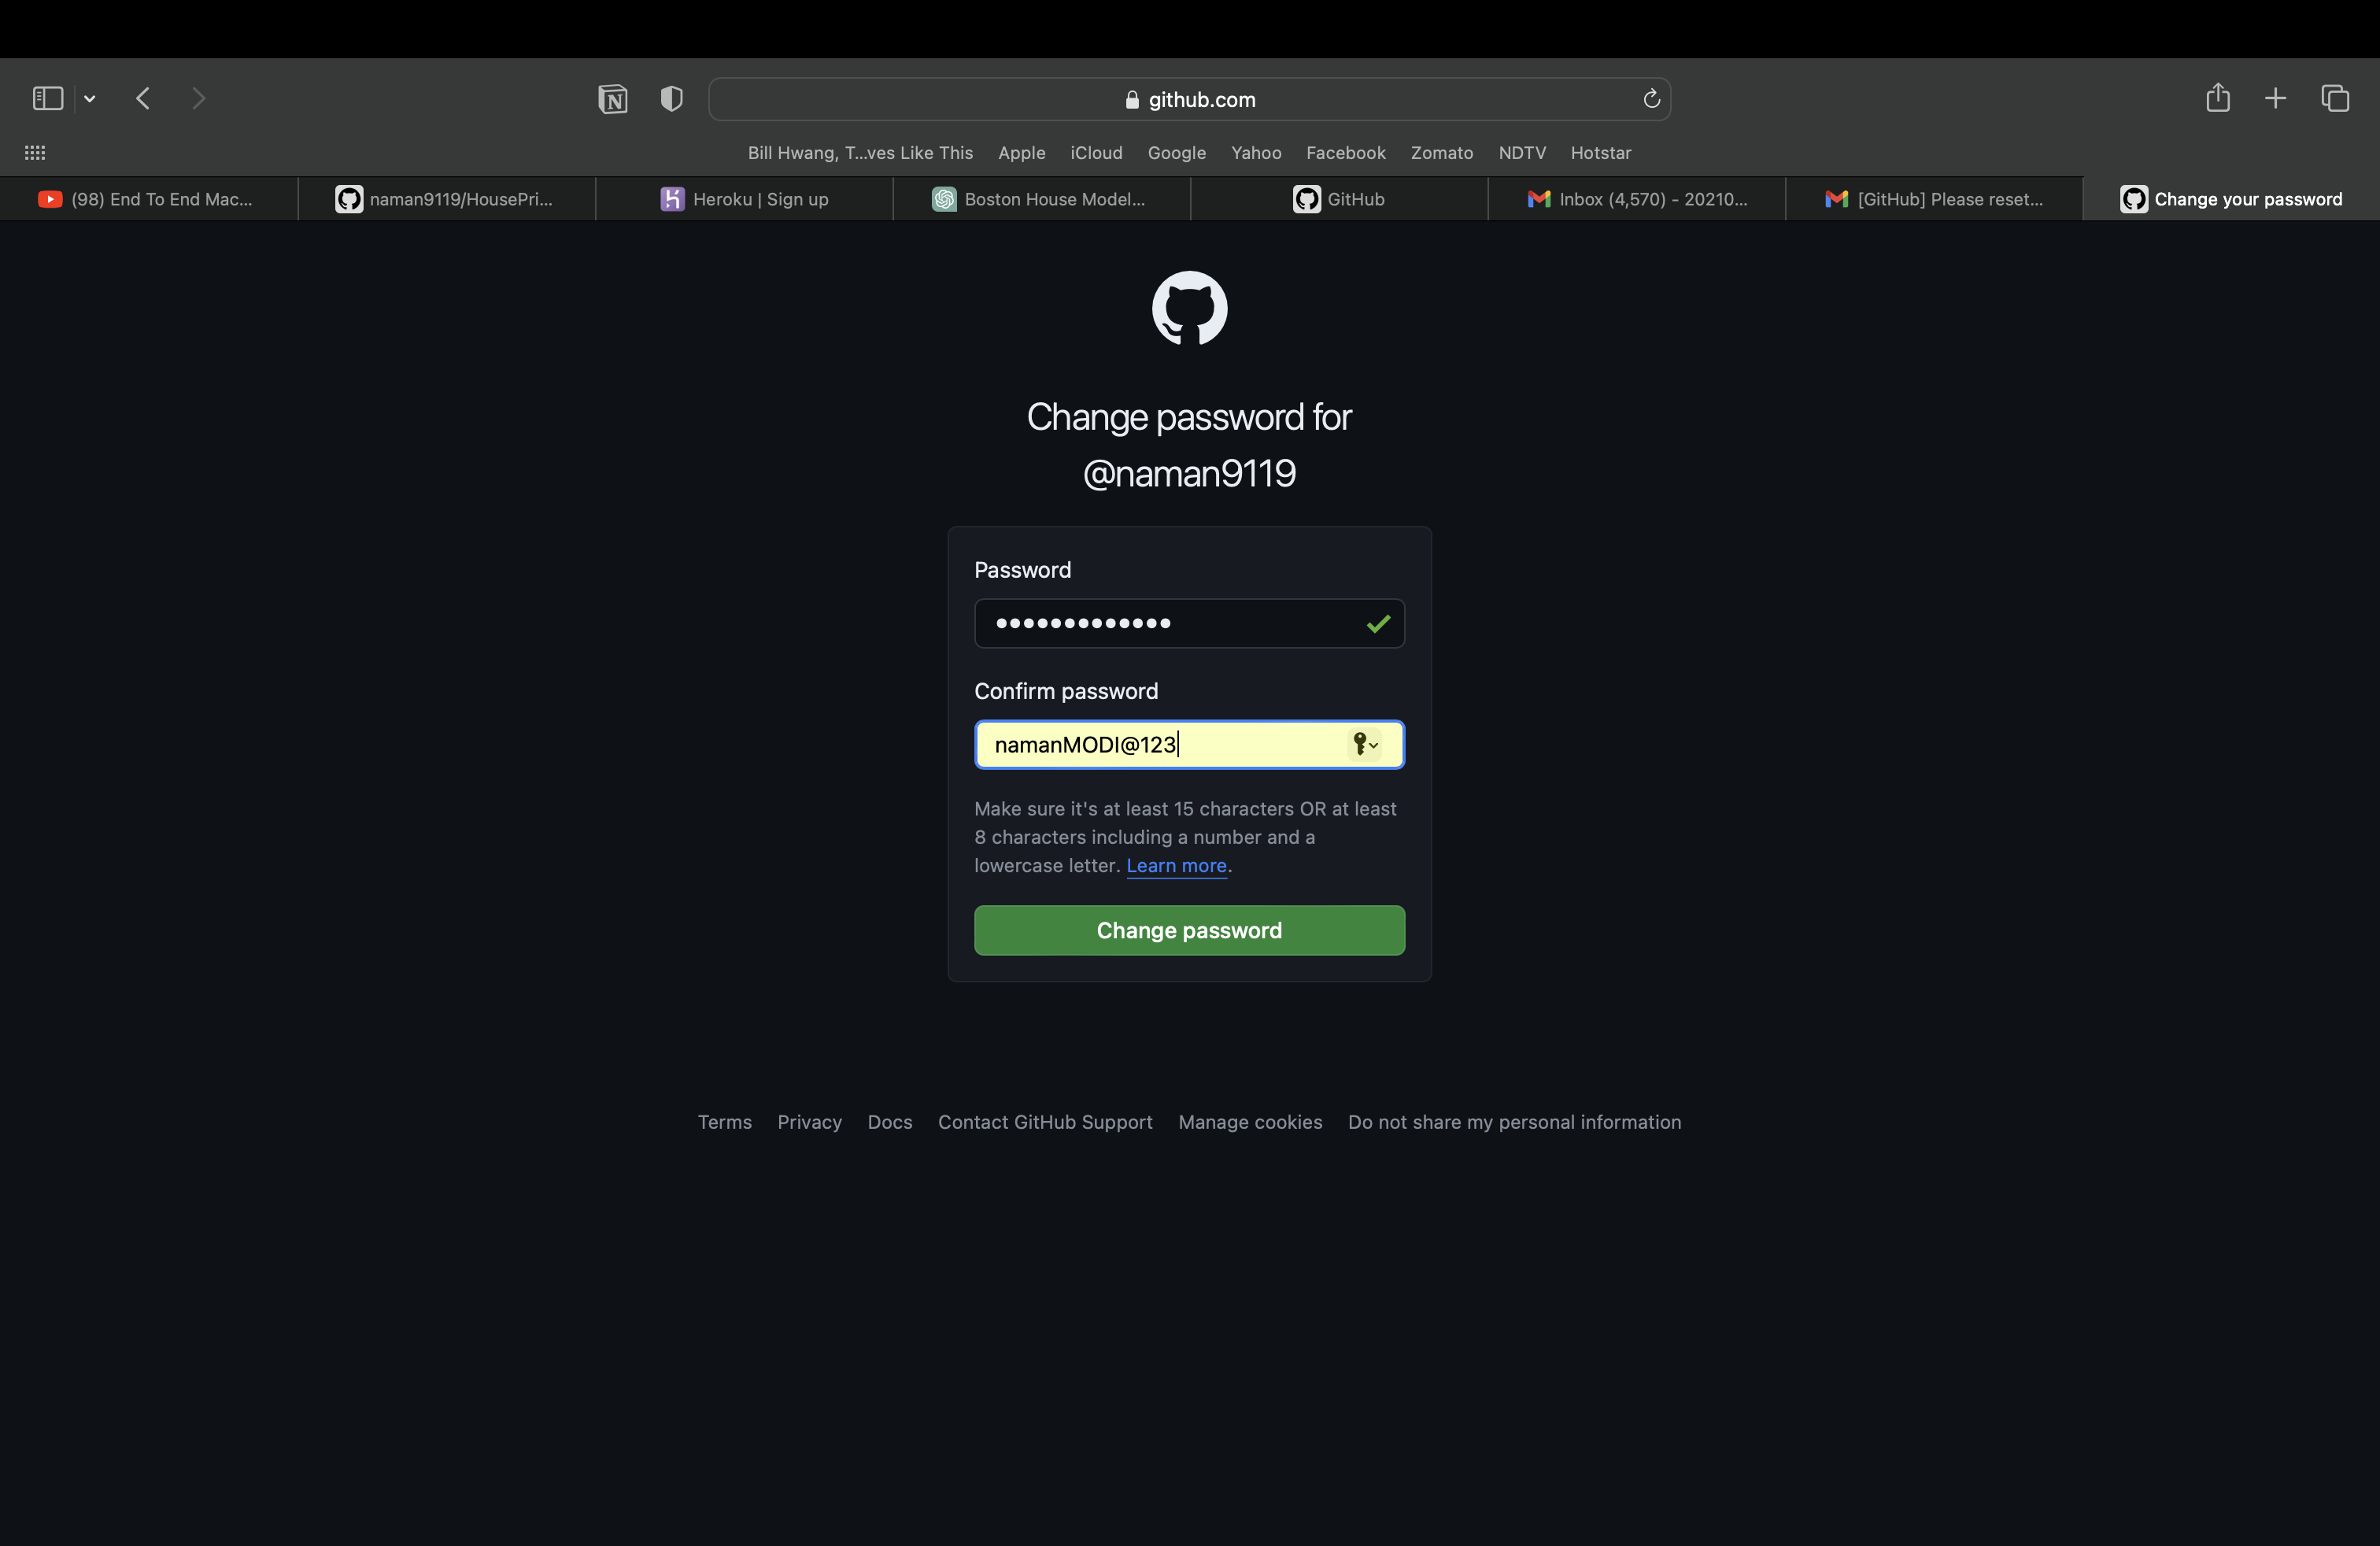 github.com
Bill Hwang, T...ves Like This Apple iCloud Google Yahoo Facebook Zomato NDTV Hotstar
(98) End To End Mac... naman9119/HousePri... Heroku | Sign up Boston House Model... GitHub Inbox (4,570) - 20210... [GitHub] Please reset... Change your password
Change password for
@naman9119
Password
•••••••••••••
Confirm password
namanMODI@123
Make sure it's at least 15 characters OR at least
8 characters including a number and a
lowercase letter. Learn more.
Change password
Terms Privacy Docs Contact GitHub Support Manage cookies Do not share my personal information